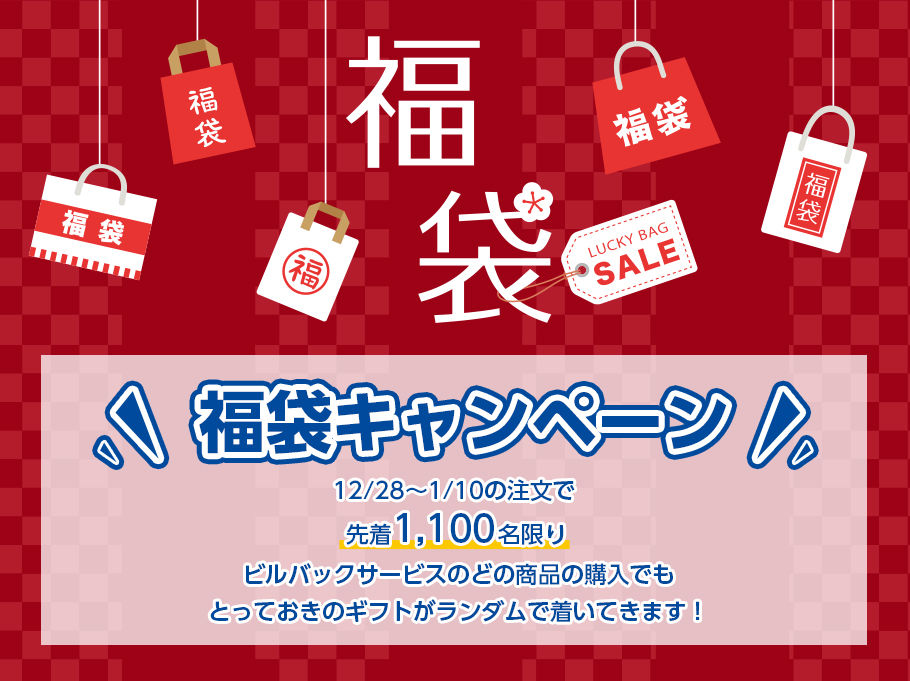 福袋
福袋
福袋
福袋
福
福袋
LUCKY BAG
SALE
福袋
福袋キャンペーン
12/28～1/10の注文で
先着1,100名限り
ビルバックサービスのどの商品の購入でも
とっておきのギフトがランダムで着いてきます！